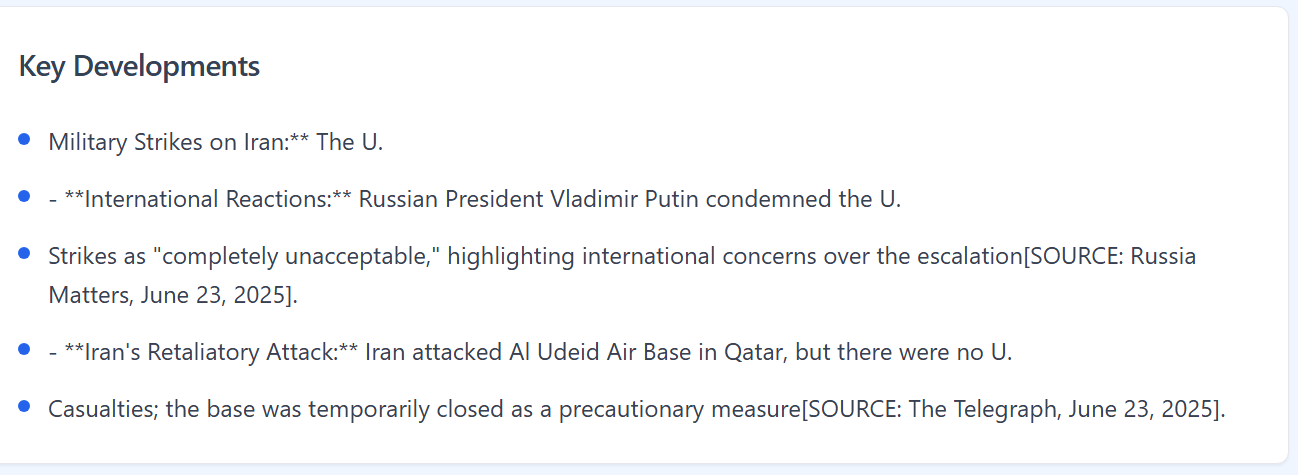 Key Developments
Military Strikes on Iran:** The U.
- **International Reactions:** Russian President Vladimir Putin condemned the U.
Strikes as "completely unacceptable," highlighting international concerns over the escalation[SOURCE: Russia
Matters, June 23, 2025].
- **Iran's Retaliatory Attack:** Iran attacked Al Udeid Air Base in Qatar, but there were no U.
Casualties; the base was temporarily closed as a precautionary measure[SOURCE: The Telegraph, June 23, 2025].